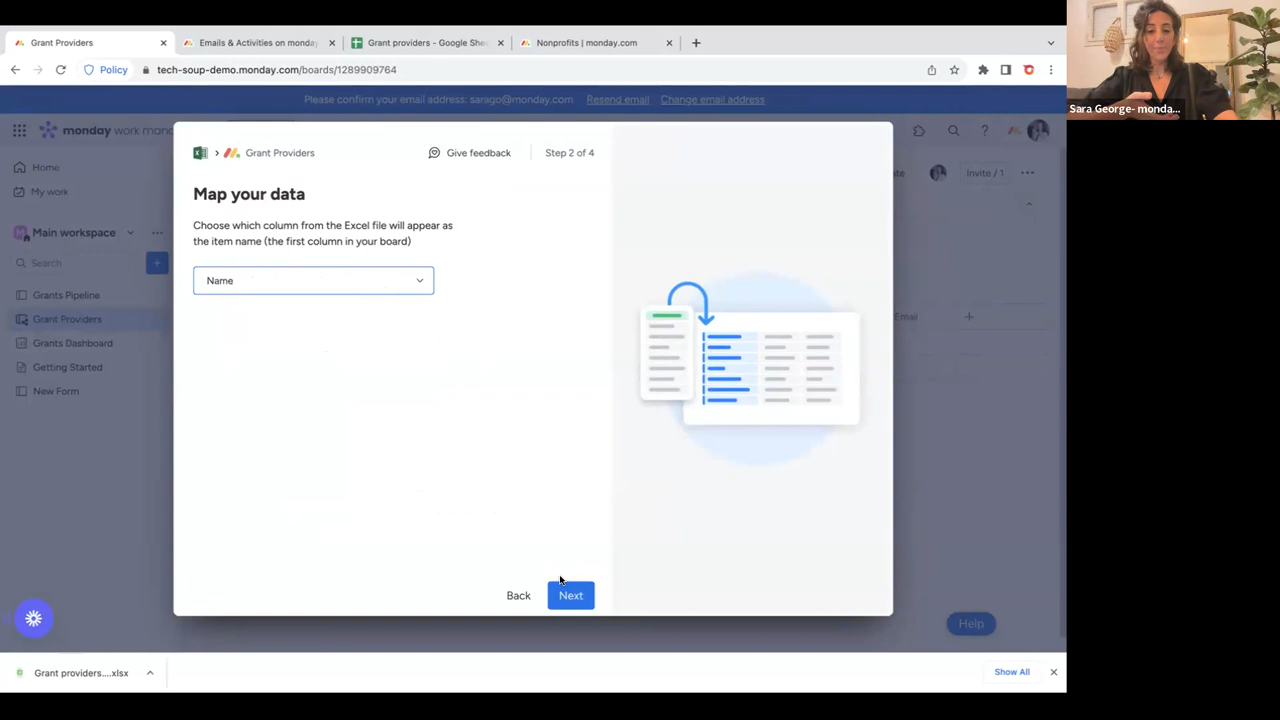 Grant Providers
Emails & Activities on monday
Grant providers - Google She
Nonprofits | monday.com
Policy
tech-soup-demo.monday.com/boards/1289909764
Sara George- monda...
Please confirm your email address: sarago@monday.com Resend email Change email address
monday work man
Grant Providers
Give feedback
Step 2 of 4
Home
My work
Invite / 1
Map your data
Choose which column from the Excel file will appear as
the item name (the first column in your board)
Main workspace
Search
Name
Grants Pipeline
Grant Providers
Email
Grants Dashboard
Getting Started
New Form
Back
Next
Help
Grant providers....xlsx
Show All